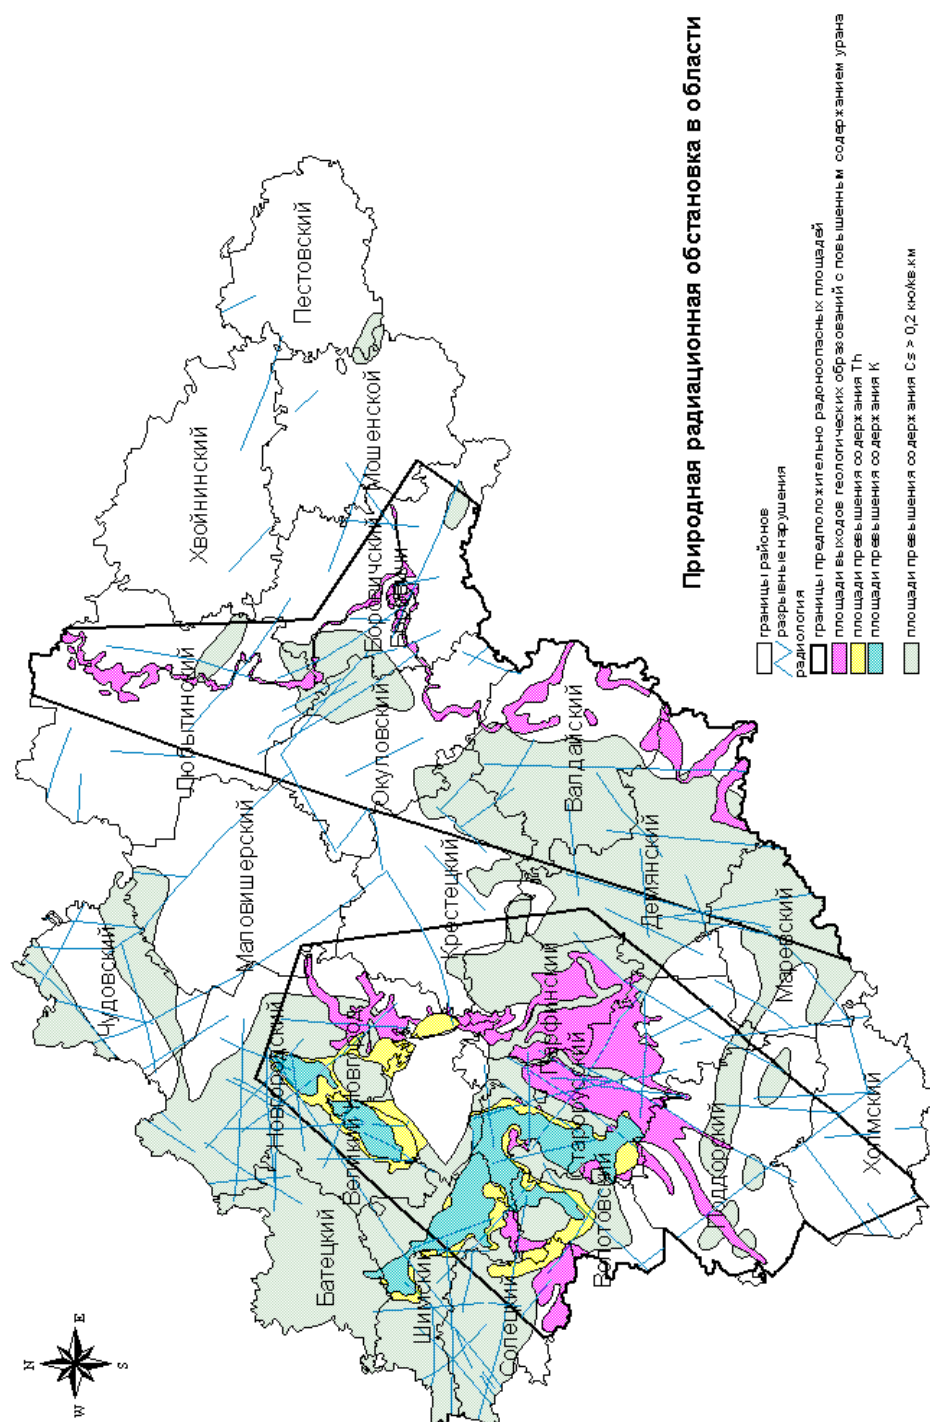 Природная радиационная обстановка в области
Пестовский
Хвойнинский
Мошенской
Боровичский
Боровичи
Любытинский
Окуловский
Валдайский
Маловишерский
Крестецкий
Демянский
Чудовский
Маревский
Парфинский
Новгородский
Великий Новгород
Старорусский
Холмский
Поддорский
Батецкий
Волотовский
Шимский
Солецкий
границы районов
разрывные нарушения
радиология
границы предположительно радоноопасных площадей
площади выходов геологических образований с повышенным содержанием урана
площади превышения содержания Th
площади превышения содержания K
площади превышения содержания Cs > 0,2 кю/кв.км
N
E
S
W